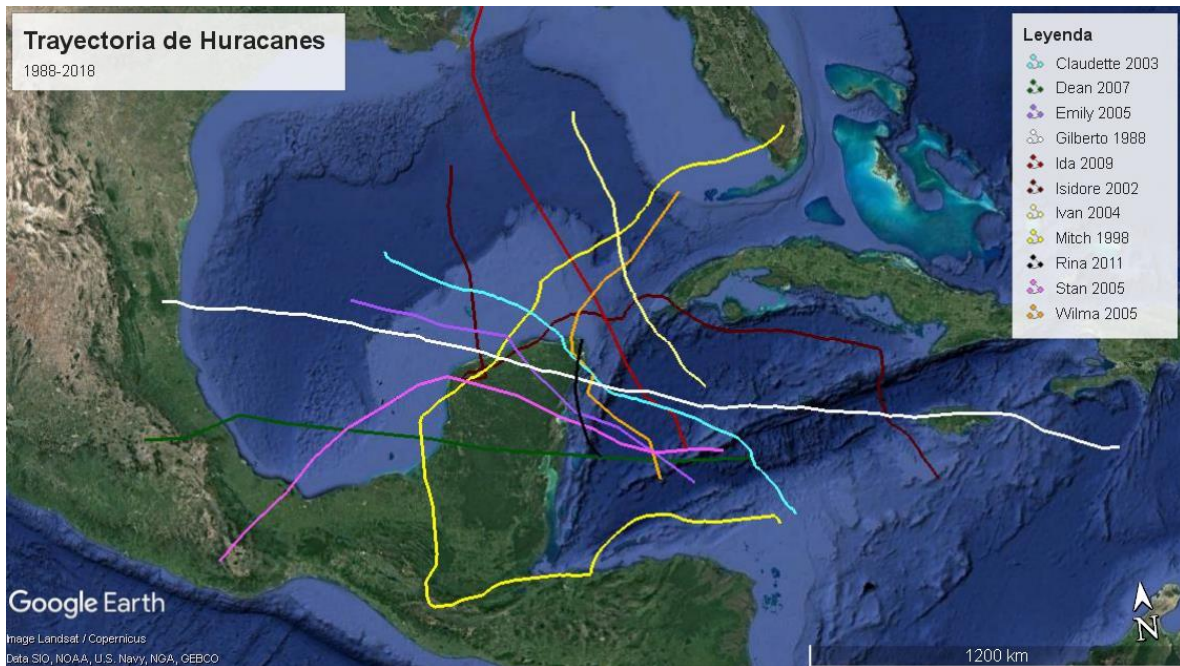 Trayectoria de Huracanes
1988-2018
Leyenda
Claudette 2003
Dean 2007
Emily 2005
Gilberto 1988
Ida 2009
Isidore 2002
Ivan 2004
Mitch 1998
Rina 2011
Stan 2005
Wilma 2005
Google Earth
Image Landsat / Copernicus
Data SIO, NOAA, U.S. Navy, NGA, GEBCO
1200 km
N